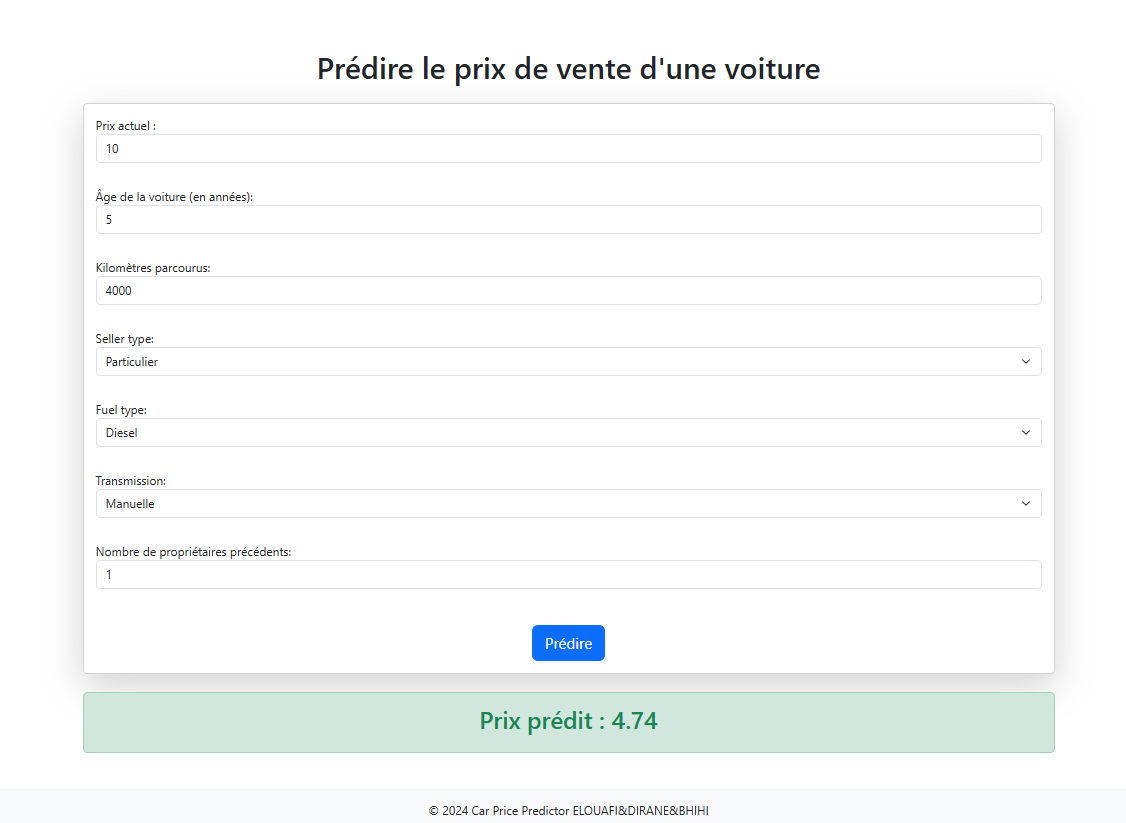 Prédire le prix de vente d'une voiture
Prix actuel :
10
Âge de la voiture (en années):
5
Kilomètres parcourus:
4000
Seller type:
Particulier
Fuel type:
Diesel
Transmission:
Manuelle
Nombre de propriétaires précédents:
1
Prédire
Prix prédit : 4.74
© 2024 Car Price Predictor ELOUAFI&DIRANE&BHIHI